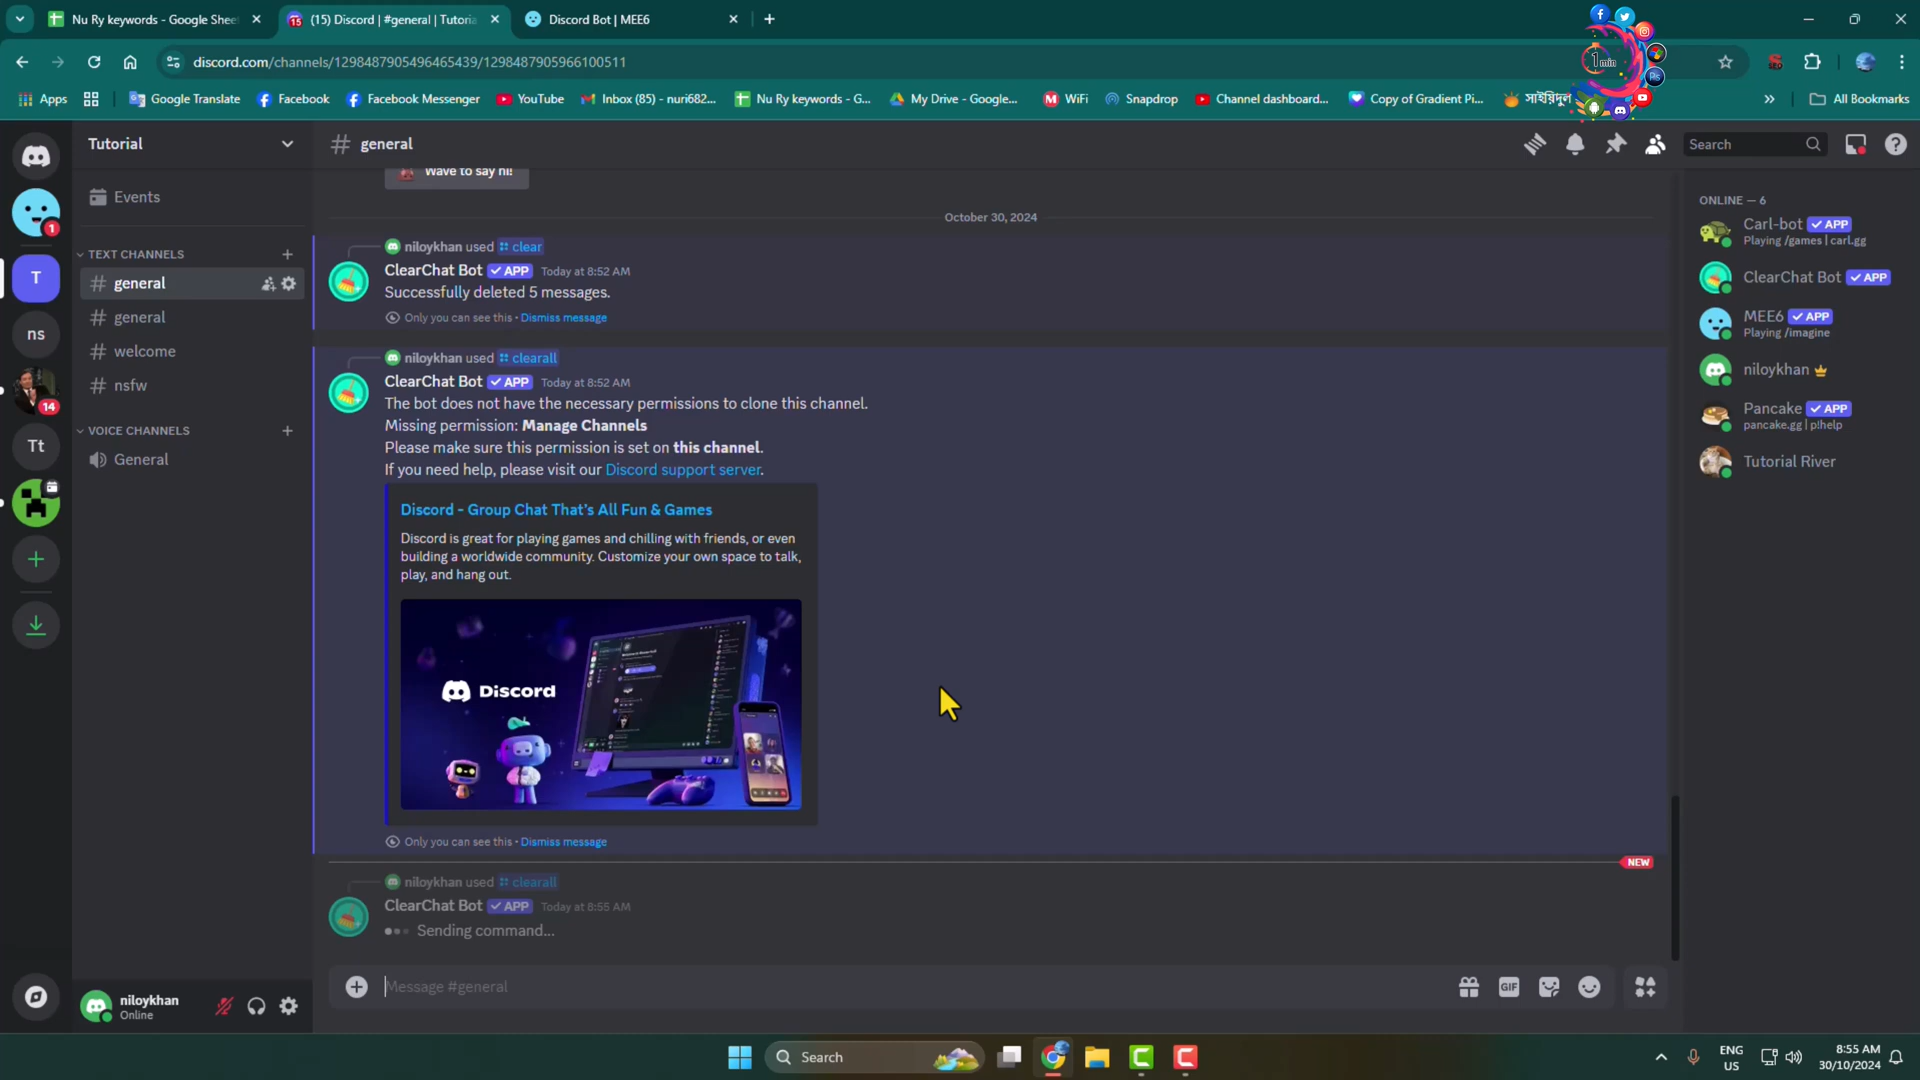 Nu Ry keywords - Google Shee
(15) Discord | #general | Tutoria
Discord Bot | MEE6
discord.com/channels/1298487905496465439/1298487905966100511
1min
Apps
Google Translate
Facebook
Facebook Messenger
YouTube
Inbox (85) - nuri682...
Nu Ry keywords - G...
My Drive - Google...
WiFi
Snapdrop
Channel dashboard...
Copy of Gradient Pi...
সাইয়িদুল
All Bookmarks
Tutorial
general
Search
Wave to say hi!
Events
October 30, 2024
ONLINE — 6
Carl-bot APP
Playing /games | carl.gg
niloykhan used clear
TEXT CHANNELS
ClearChat Bot APP Today at 8:52 AM
Successfully deleted 5 messages.
Only you can see this • Dismiss message
general
general
welcome
nsfw
VOICE CHANNELS
General
ClearChat Bot APP
MEE6 APP
Playing /imagine
niloykhan
Pancake APP
pancake.gg | p!help
Tutorial River
T
ns
14
Tt
1
niloykhan used clearall
ClearChat Bot APP Today at 8:52 AM
The bot does not have the necessary permissions to clone this channel.
Missing permission: Manage Channels
Please make sure this permission is set on this channel.
If you need help, please visit our Discord support server.
Discord - Group Chat That's All Fun & Games
Discord is great for playing games and chilling with friends, or even
building a worldwide community. Customize your own space to talk,
play, and hang out.
Discord
Only you can see this • Dismiss message
NEW
niloykhan used clearall
ClearChat Bot APP Today at 8:55 AM
Sending command...
Message #general
GIF
niloykhan
Online
Search
ENG
US
8:55 AM
30/10/2024